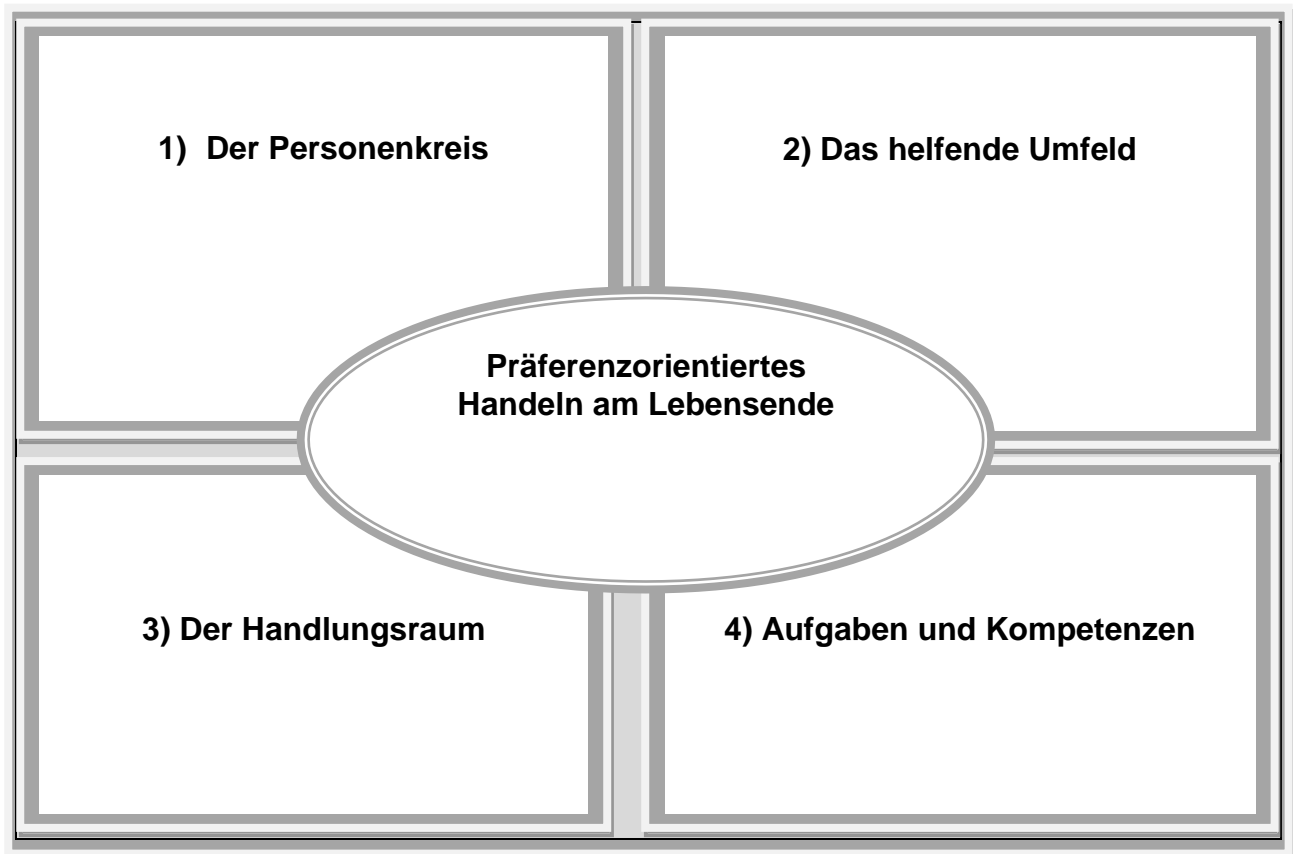 1) Der Personenkreis
2) Das helfende Umfeld
Präferenzorientiertes
Handeln am Lebensende
3) Der Handlungsraum
4) Aufgaben und Kompetenzen